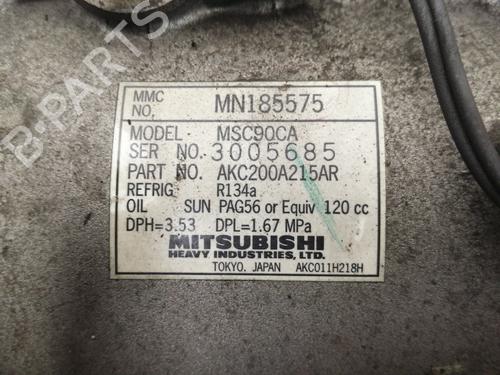 MMC NO, MN185575
MODEL MSC90CA
SER NO. 3005685
PART NO. AKC200A215AR
REFRIG R134a
OIL SUN PAG56 or Equiv 120 cc
DPH=3.53 DPL=1.67 MPa
MITSUBISHI
HEAVY INDUSTRIES, LTD.
TOKYO. JAPAN AKC011H218H
B-PARTS